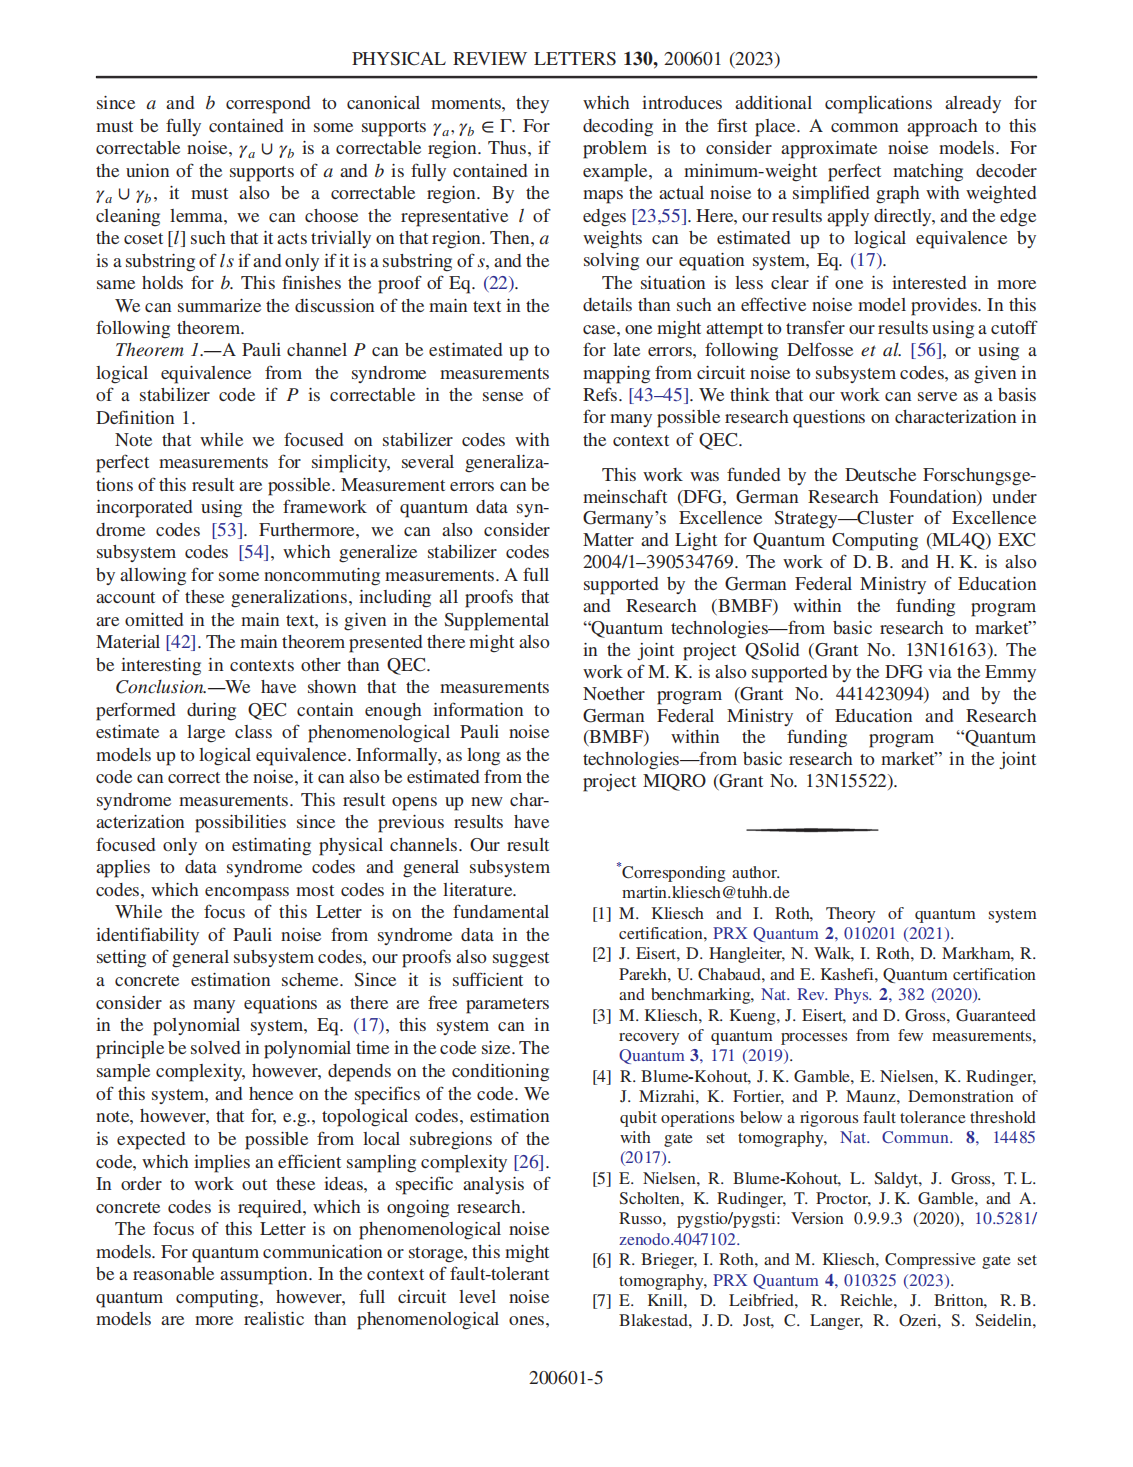 PHYSICAL REVIEW LETTERS 130, 200601 (2023)
since a and b correspond to canonical moments, they
must be fully contained in some supports γa, γb ∈ Γ. For
correctable noise, γa ∪ γb is a correctable region. Thus, if
the union of the supports of a and b is fully contained in
γa ∪ γb, it must also be a correctable region. By the
cleaning lemma, we can choose the representative l of
the coset [l] such that it acts trivially on that region. Then, a
is a substring of ls if and only if it is a substring of s, and the
same holds for b. This finishes the proof of Eq. (22).
We can summarize the discussion of the main text in the
following theorem.
Theorem 1.—A Pauli channel P can be estimated up to
logical equivalence from the syndrome measurements
of a stabilizer code if P is correctable in the sense of
Definition 1.
Note that while we focused on stabilizer codes with
perfect measurements for simplicity, several generaliza-
tions of this result are possible. Measurement errors can be
incorporated using the framework of quantum data syn-
drome codes [53]. Furthermore, we can also consider
subsystem codes [54], which generalize stabilizer codes
by allowing for some noncommuting measurements. A full
account of these generalizations, including all proofs that
are omitted in the main text, is given in the Supplemental
Material [42]. The main theorem presented there might also
be interesting in contexts other than QEC.
Conclusion.—We have shown that the measurements
performed during QEC contain enough information to
estimate a large class of phenomenological Pauli noise
models up to logical equivalence. Informally, as long as the
code can correct the noise, it can also be estimated from the
syndrome measurements. This result opens up new char-
acterization possibilities since the previous results have
focused only on estimating physical channels. Our result
applies to data syndrome codes and general subsystem
codes, which encompass most codes in the literature.
While the focus of this Letter is on the fundamental
identifiability of Pauli noise from syndrome data in the
setting of general subsystem codes, our proofs also suggest
a concrete estimation scheme. Since it is sufficient to
consider as many equations as there are free parameters
in the polynomial system, Eq. (17), this system can in
principle be solved in polynomial time in the code size. The
sample complexity, however, depends on the conditioning
of this system, and hence on the specifics of the code. We
note, however, that for, e.g., topological codes, estimation
is expected to be possible from local subregions of the
code, which implies an efficient sampling complexity [26].
In order to work out these ideas, a specific analysis of
concrete codes is required, which is ongoing research.
The focus of this Letter is on phenomenological noise
models. For quantum communication or storage, this might
be a reasonable assumption. In the context of fault-tolerant
quantum computing, however, full circuit level noise
models are more realistic than phenomenological ones,
which introduces additional complications already for
decoding in the first place. A common approach to this
problem is to consider approximate noise models. For
example, a minimum-weight perfect matching decoder
maps the actual noise to a simplified graph with weighted
edges [23,55]. Here, our results apply directly, and the edge
weights can be estimated up to logical equivalence by
solving our equation system, Eq. (17).
The situation is less clear if one is interested in more
details than such an effective noise model provides. In this
case, one might attempt to transfer our results using a cutoff
for late errors, following Delfosse et al. [56], or using a
mapping from circuit noise to subsystem codes, as given in
Refs. [43–45]. We think that our work can serve as a basis
for many possible research questions on characterization in
the context of QEC.
This work was funded by the Deutsche Forschungsge-
meinschaft (DFG, German Research Foundation) under
Germany's Excellence Strategy—Cluster of Excellence
Matter and Light for Quantum Computing (ML4Q) EXC
2004/1–390534769. The work of D. B. and H. K. is also
supported by the German Federal Ministry of Education
and Research (BMBF) within the funding program
“Quantum technologies—from basic research to market”
in the joint project QSolid (Grant No. 13N16163). The
work of M. K. is also supported by the DFG via the Emmy
Noether program (Grant No. 441423094) and by the
German Federal Ministry of Education and Research
(BMBF) within the funding program “Quantum
technologies—from basic research to market” in the joint
project MIQRO (Grant No. 13N15522).
*Corresponding author.
martin.kliesch@tuhh.de
[1] M. Kliesch and I. Roth, Theory of quantum system
certification, PRX Quantum 2, 010201 (2021).
[2] J. Eisert, D. Hangleiter, N. Walk, I. Roth, D. Markham, R.
Parekh, U. Chabaud, and E. Kashefi, Quantum certification
and benchmarking, Nat. Rev. Phys. 2, 382 (2020).
[3] M. Kliesch, R. Kueng, J. Eisert, and D. Gross, Guaranteed
recovery of quantum processes from few measurements,
Quantum 3, 171 (2019).
[4] R. Blume-Kohout, J. K. Gamble, E. Nielsen, K. Rudinger,
J. Mizrahi, K. Fortier, and P. Maunz, Demonstration of
qubit operations below a rigorous fault tolerance threshold
with gate set tomography, Nat. Commun. 8, 14485
(2017).
[5] E. Nielsen, R. Blume-Kohout, L. Saldyt, J. Gross, T. L.
Scholten, K. Rudinger, T. Proctor, J. K. Gamble, and A.
Russo, pygstio/pygsti: Version 0.9.9.3 (2020), 10.5281/
zenodo.4047102.
[6] R. Brieger, I. Roth, and M. Kliesch, Compressive gate set
tomography, PRX Quantum 4, 010325 (2023).
[7] E. Knill, D. Leibfried, R. Reichle, J. Britton, R. B.
Blakestad, J. D. Jost, C. Langer, R. Ozeri, S. Seidelin,
200601-5